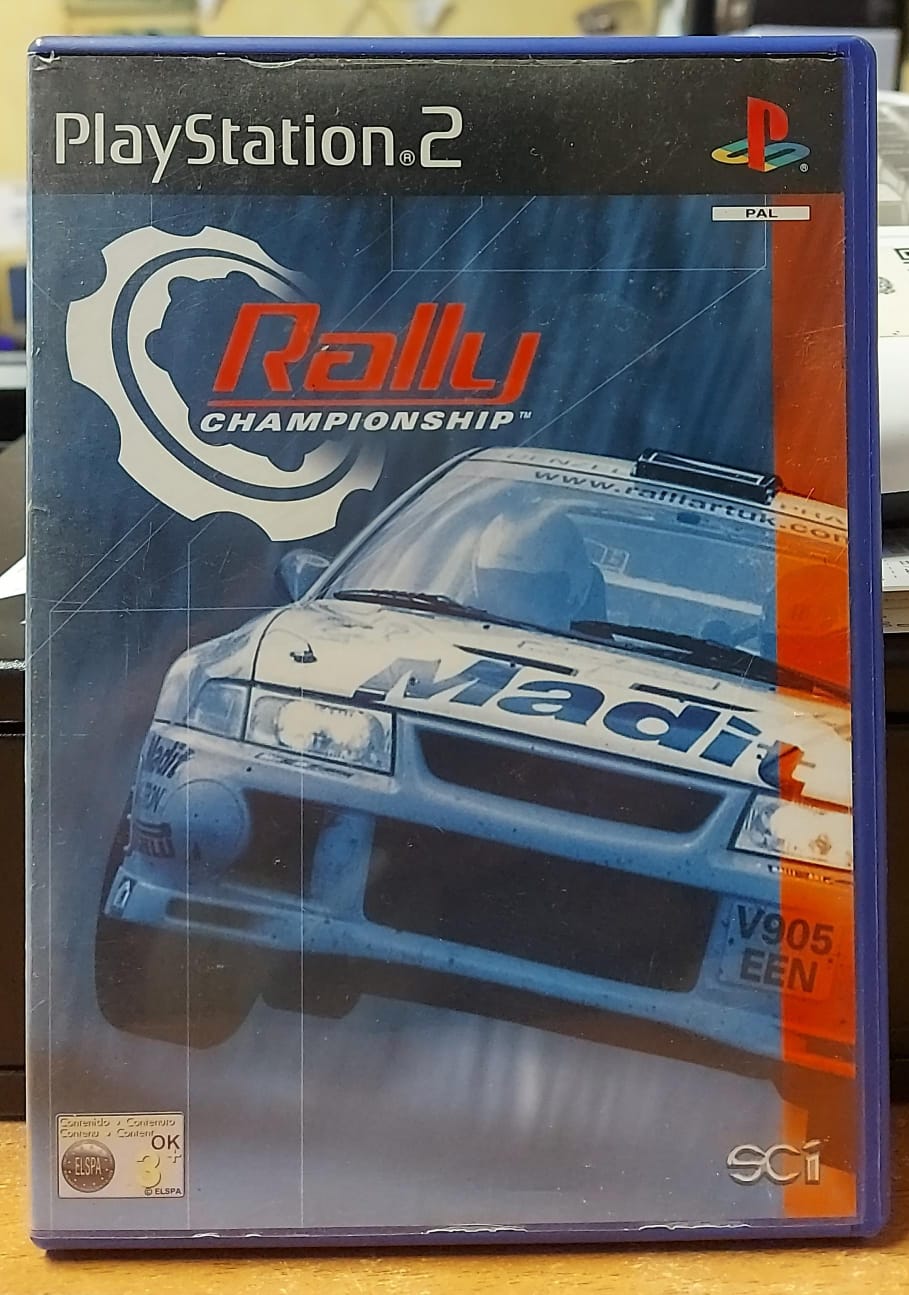 PlayStation®2
PAL
Rally
CHAMPIONSHIP™
www.ralliartuk.com
Madit
Madit
V905
EEN
Contenido • Contenuto
Contenu • Content
OK
3+
ELSPA
© ELSPA
SCi